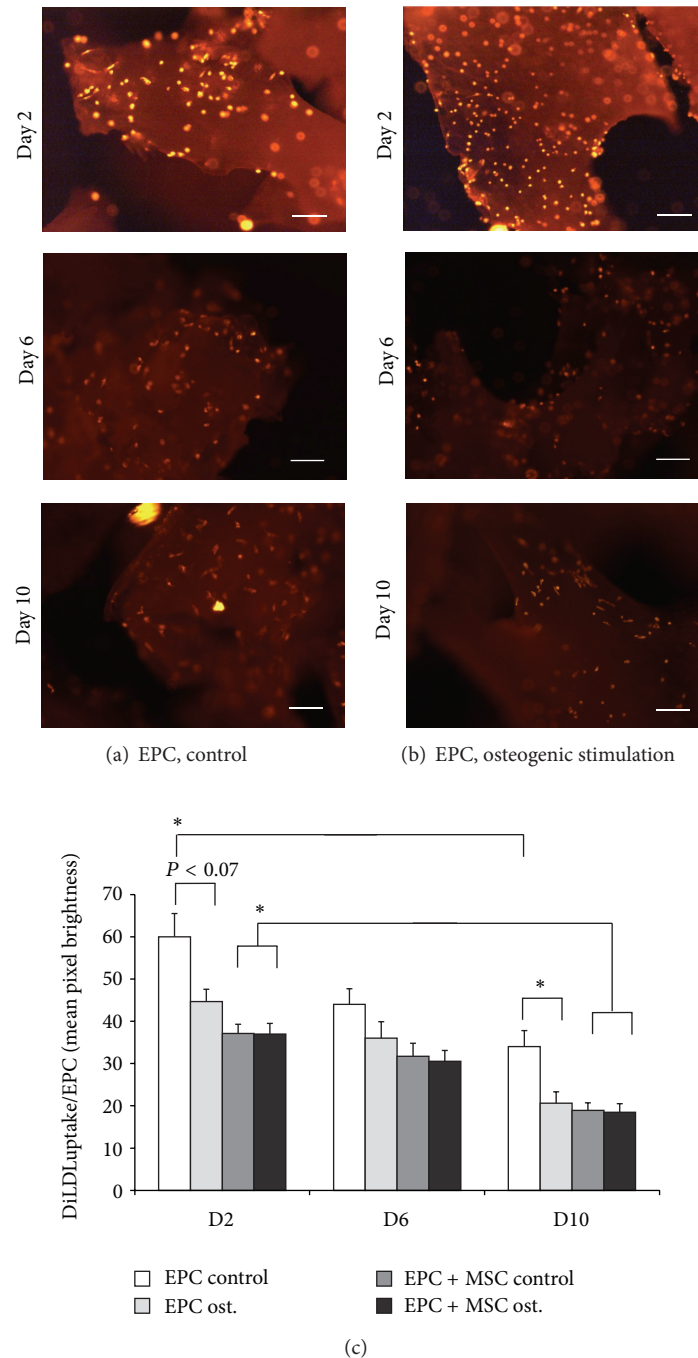 Day 2
Day 2
Day 6
Day 6
Day 10
Day 10
(a) EPC, control
(b) EPC, osteogenic stimulation
DiLDLuptake/EPC (mean pixel brightness)
70
60
50
40
30
20
10
0
*
P < 0.07
*
*
D2
D6
D10
EPC control
EPC + MSC control
EPC ost.
EPC + MSC ost.
(c)